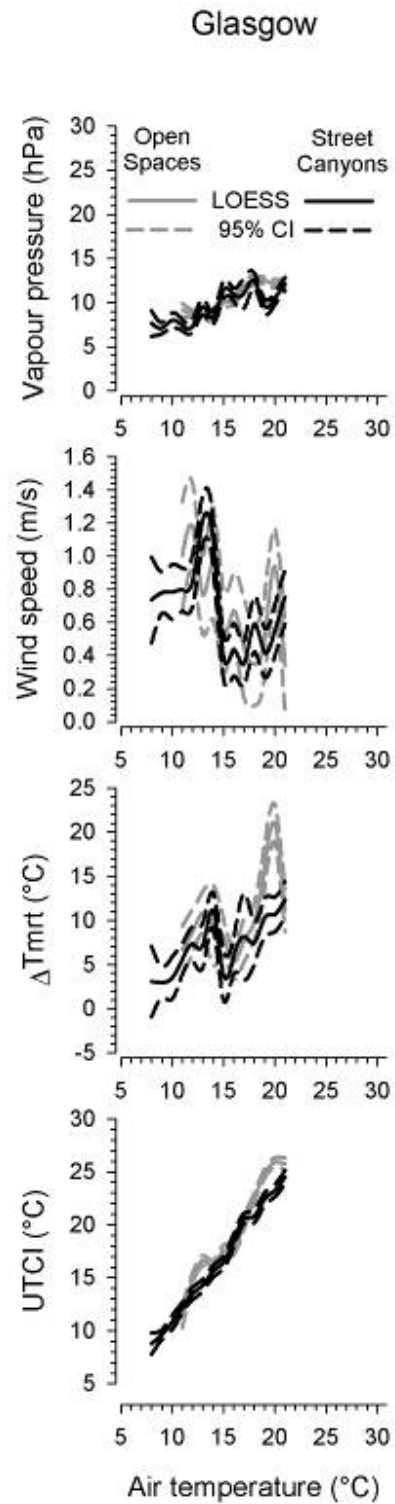 Glasgow
Open Spaces
Street Canyons
LOESS
95% CI
Vapour pressure (hPa)
30
25
20
15
10
5
0
5 10 15 20 25 30
Wind speed (m/s)
1.6
1.4
1.2
1.0
0.8
0.6
0.4
0.2
0.0
5 10 15 20 25 30
ΔTmrt (°C)
25
20
15
10
5
0
-5
5 10 15 20 25 30
UTCI (°C)
30
25
20
15
10
5
5 10 15 20 25 30
Air temperature (°C)